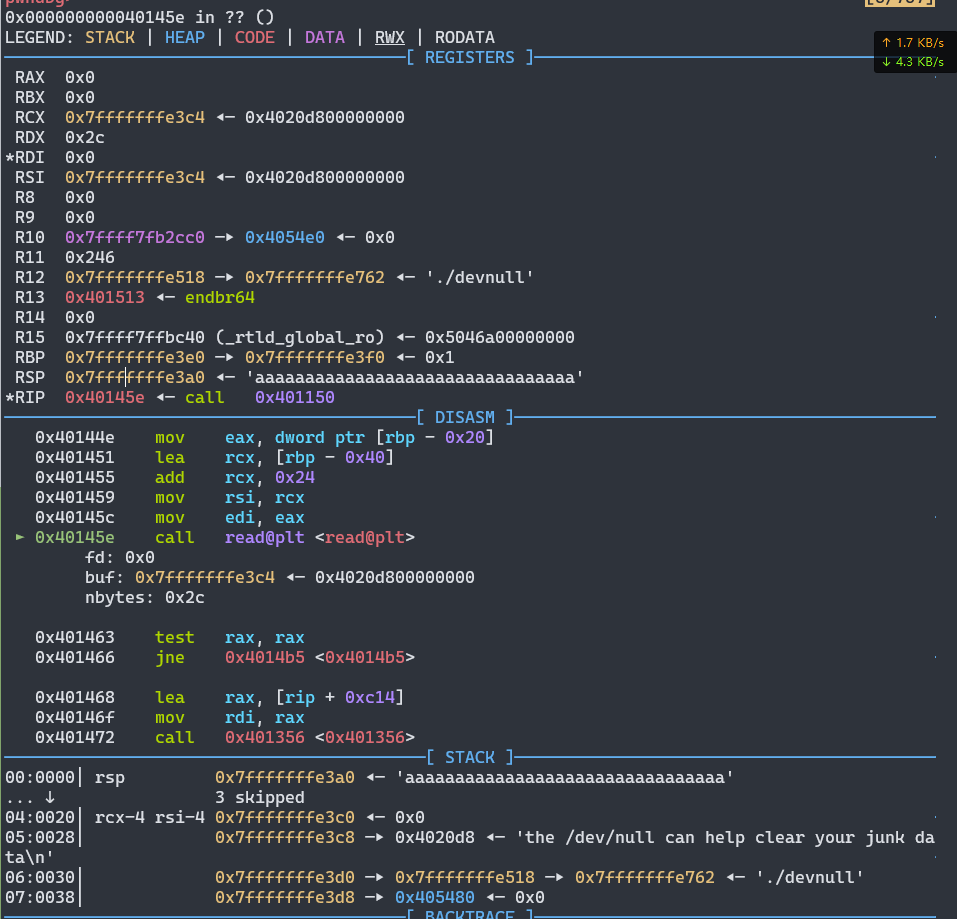 pwndbg>
[6/767]
0x000000000040145e in ?? ()
LEGEND: STACK | HEAP | CODE | DATA | RWX | RODATA
↑ 1.7 KB/s
↓ 4.3 KB/s
[ REGISTERS ]
RAX 0x0
RBX 0x0
RCX 0x7fffffffe3c4 ◂— 0x4020d800000000
RDX 0x2c
*RDI 0x0
RSI 0x7fffffffe3c4 ◂— 0x4020d800000000
R8 0x0
R9 0x0
R10 0x7ffff7fb2cc0 —▸ 0x4054e0 ◂— 0x0
R11 0x246
R12 0x7fffffffe518 —▸ 0x7fffffffe762 ◂— './devnull'
R13 0x401513 ◂— endbr64
R14 0x0
R15 0x7ffff7ffbc40 (_rtld_global_ro) ◂— 0x5046a00000000
RBP 0x7fffffffe3e0 —▸ 0x7fffffffe3f0 ◂— 0x1
RSP 0x7fffffffe3a0 ◂— 'aaaaaaaaaaaaaaaaaaaaaaaaaaaaaaaa'
*RIP 0x40145e ◂— call 0x401150
[ DISASM ]
0x40144e mov eax, dword ptr [rbp - 0x20]
0x401451 lea rcx, [rbp - 0x40]
0x401455 add rcx, 0x24
0x401459 mov rsi, rcx
0x40145c mov edi, eax
► 0x40145e call read@plt <read@plt>
fd: 0x0
buf: 0x7fffffffe3c4 ◂— 0x4020d800000000
nbytes: 0x2c
0x401463 test rax, rax
0x401466 jne 0x4014b5 <0x4014b5>
0x401468 lea rax, [rip + 0xc14]
0x40146f mov rdi, rax
0x401472 call 0x401356 <0x401356>
[ STACK ]
00:0000│ rsp 0x7fffffffe3a0 ◂— 'aaaaaaaaaaaaaaaaaaaaaaaaaaaaaaaa'
... ↓ 3 skipped
04:0020│ rcx-4 rsi-4 0x7fffffffe3c0 ◂— 0x0
05:0028│ 0x7fffffffe3c8 —▸ 0x4020d8 ◂— 'the /dev/null can help clear your junk da
ta\n'
06:0030│ 0x7fffffffe3d0 —▸ 0x7fffffffe518 —▸ 0x7fffffffe762 ◂— './devnull'
07:0038│ 0x7fffffffe3d8 —▸ 0x405480 ◂— 0x0
[ BACKTRACE ]